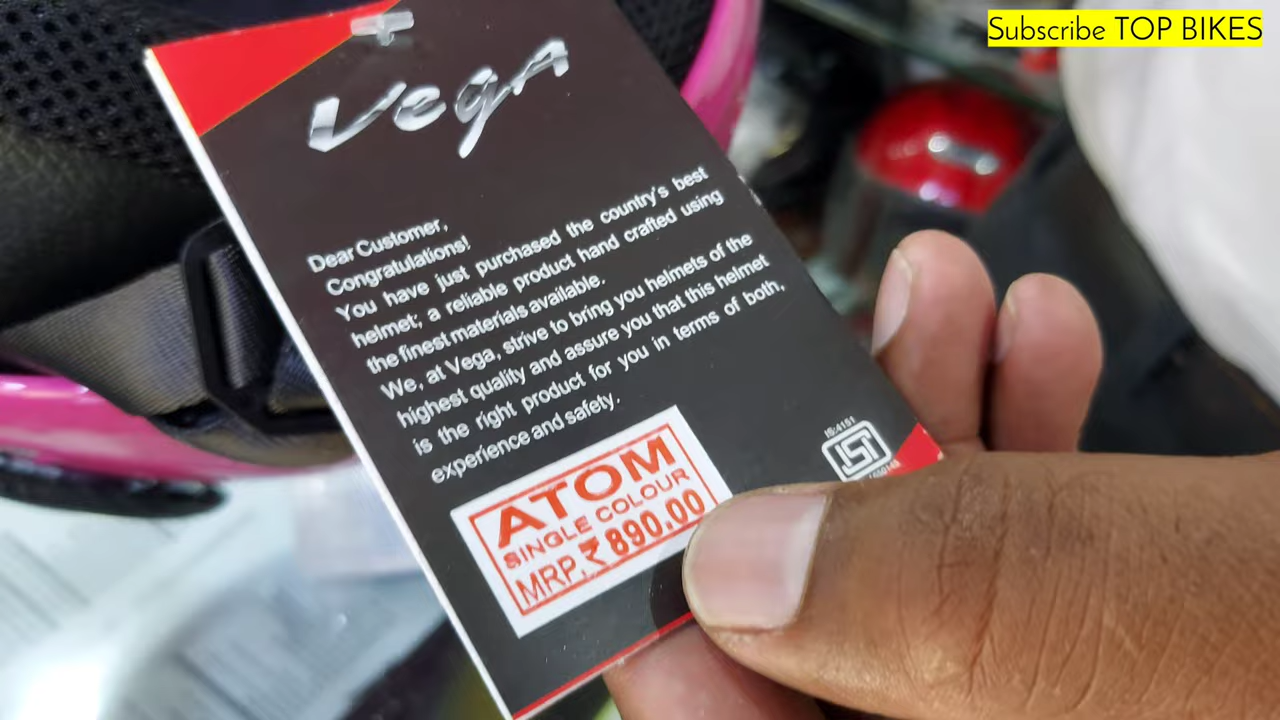 Subscribe TOP BIKES
Vega
Dear Customer,
Congratulations!
You have just purchased the country's best
helmet; a reliable product hand crafted using
the finest materials available.
We, at Vega, strive to bring you helmets of the
highest quality and assure you that this helmet
is the right product for you in terms of both,
experience and safety.
IS:4151
ISI
ATOM
SINGLE COLOUR
MRP.₹890.00